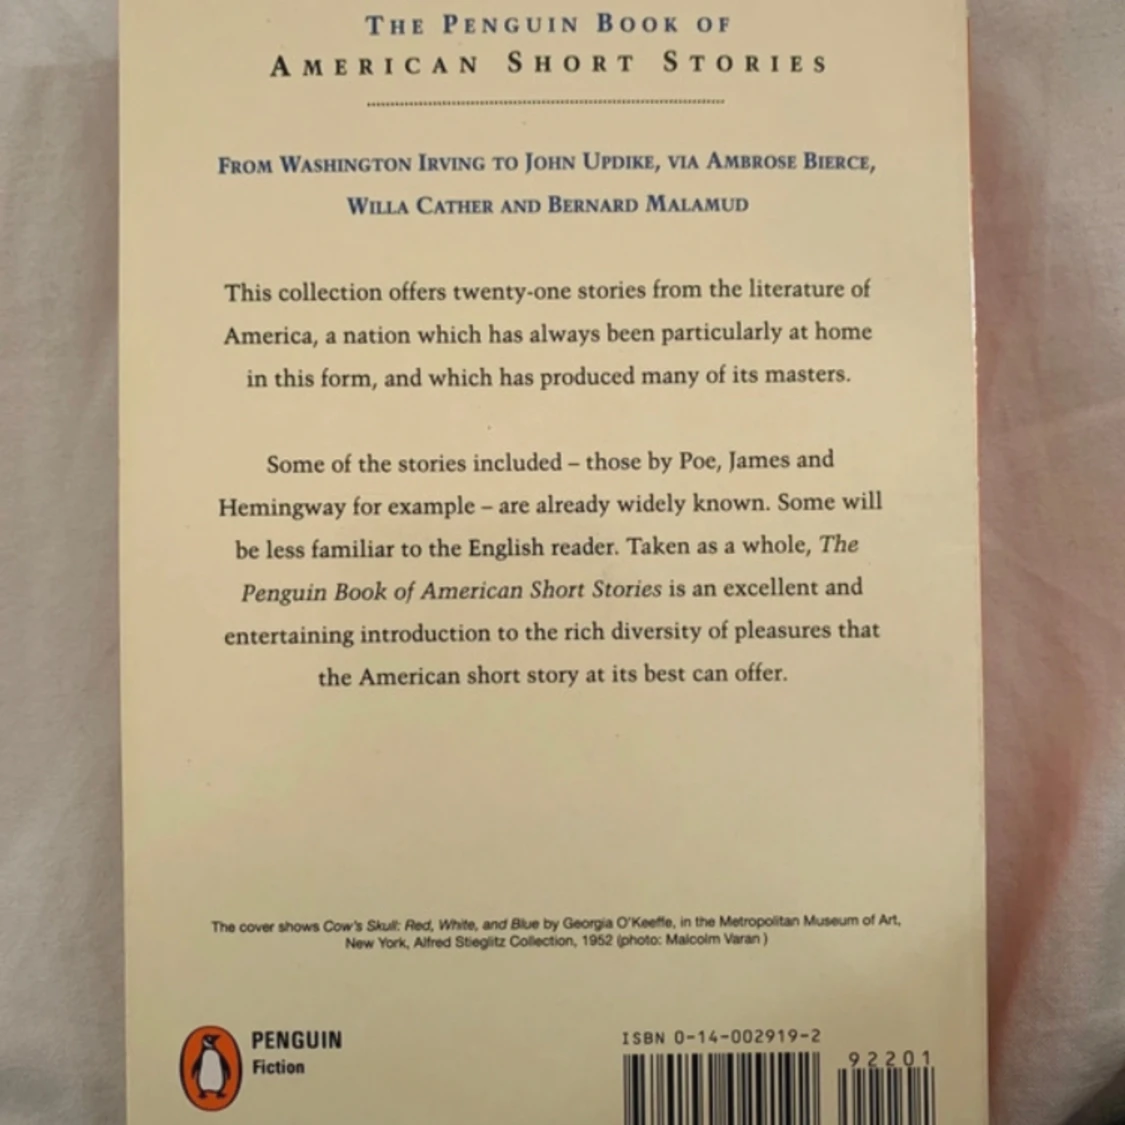 THE PENGUIN BOOK OF
AMERICAN SHORT STORIES
FROM WASHINGTON IRVING TO JOHN UPDIKE, VIA AMBROSE BIERCE,
WILLA CATHER AND BERNARD MALAMUD
This collection offers twenty-one stories from the literature of
America, a nation which has always been particularly at home
in this form, and which has produced many of its masters.
Some of the stories included – those by Poe, James and
Hemingway for example – are already widely known. Some will
be less familiar to the English reader. Taken as a whole, The
Penguin Book of American Short Stories is an excellent and
entertaining introduction to the rich diversity of pleasures that
the American short story at its best can offer.
The cover shows Cow's Skull: Red, White, and Blue by Georgia O'Keeffe, in the Metropolitan Museum of Art,
New York, Alfred Stieglitz Collection, 1952 (photo: Malcolm Varan )
PENGUIN
Fiction
ISBN 0-14-002919-2
92201